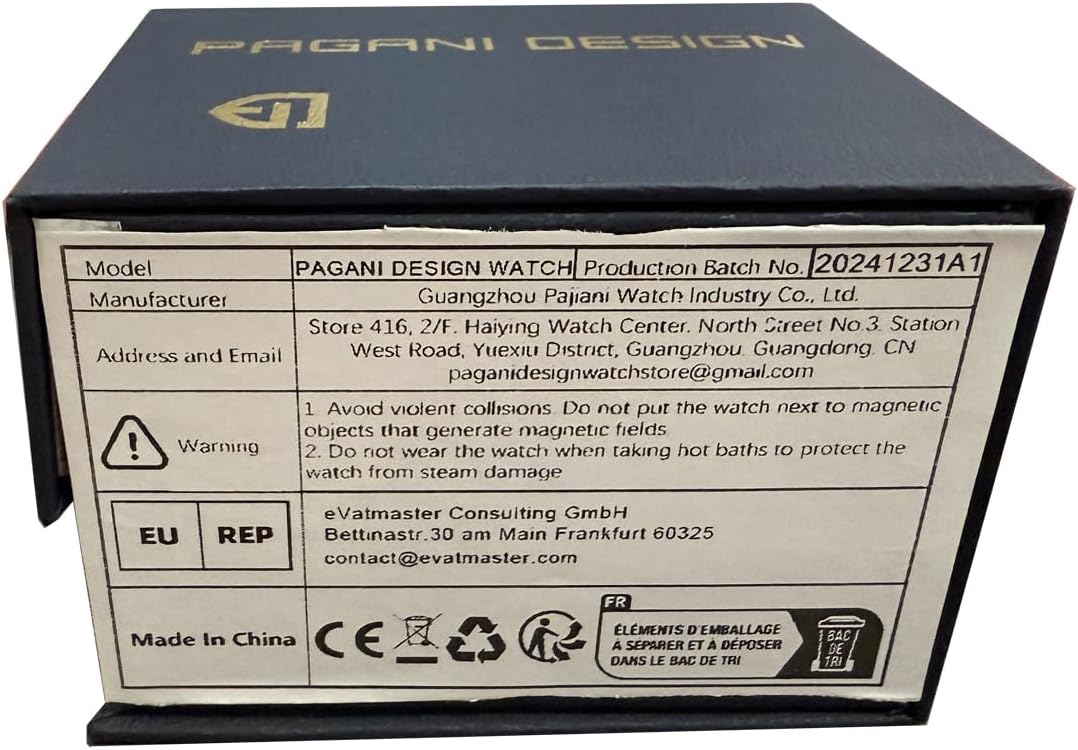 PAGANI DESIGN
Model PAGANI DESIGN WATCH Production Batch No. 20241231A1
Manufacturer Guangzhou Pajiani Watch Industry Co., Ltd.
Address and Email
Store 416, 2/F. Haiying Watch Center. North Street No.3. Station
West Road, Yuexiu District, Guangzhou. Guangdong. CN
paganidesignwatchstore@gmail.com
Warning
1. Avoid violent collisions. Do not put the watch next to magnetic
objects that generate magnetic fields
2. Do not wear the watch when taking hot baths to protect the
watch from steam damage
EU REP
eVatmaster Consulting GmbH
Bettinastr.30 am Main Frankfurt 60325
contact@evatmaster.com
Made In China
CE
FR
ÉLÉMENTS D'EMBALLAGE
À SÉPARER ET À DÉPOSER
DANS LE BAC DE TRI
BAC
DE
TRI